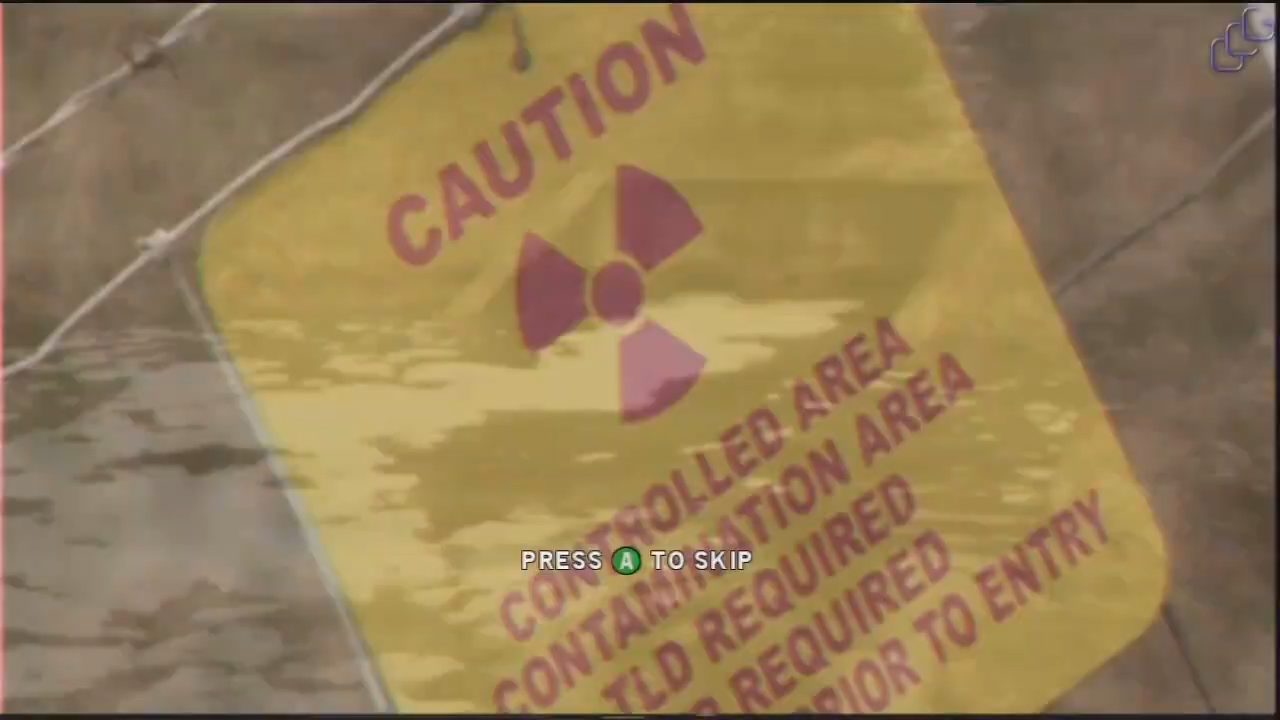 CAUTION
CONTROLLED AREA
CONTAMINATION AREA
TLD REQUIRED
REQUIRED
PRIOR TO ENTRY
PRESS A TO SKIP